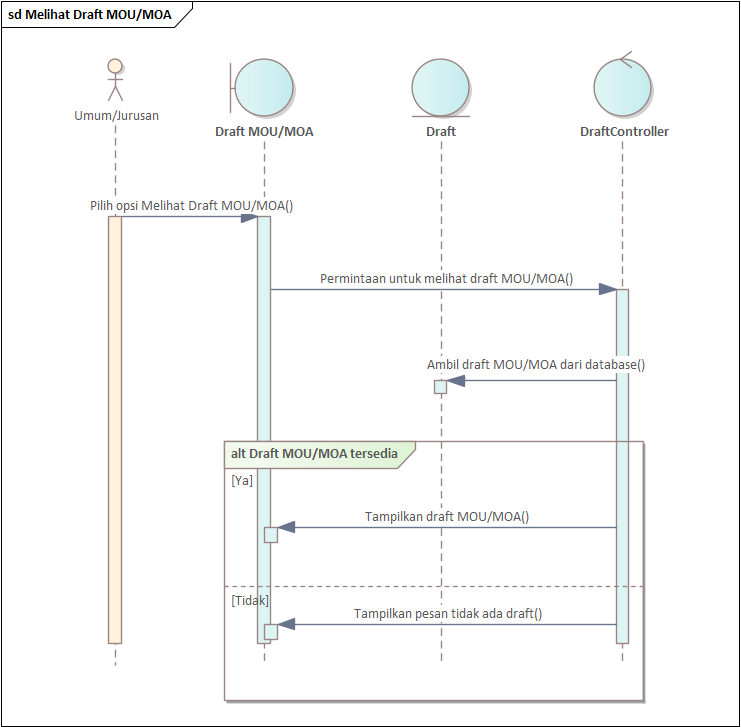 sd Melihat Draft MOU/MOA
Umum/Jurusan
Draft MOU/MOA
Draft
DraftController
Pilih opsi Melihat Draft MOU/MOA()
Permintaan untuk melihat draft MOU/MOA()
Ambil draft MOU/MOA dari database()
alt Draft MOU/MOA tersedia
[Ya]
Tampilkan draft MOU/MOA()
[Tidak]
Tampilkan pesan tidak ada draft()